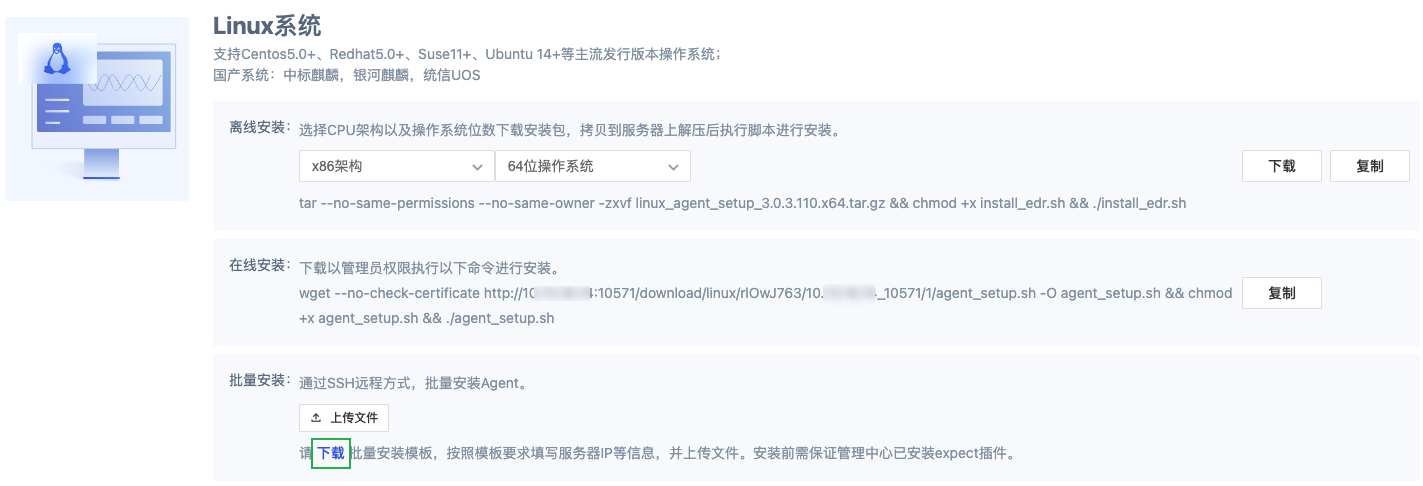 Linux系统
支持Centos5.0+、Redhat5.0+、Suse11+、Ubuntu 14+等主流发行版本操作系统；
国产系统：中标麒麟，银河麒麟，统信UOS
离线安装： 选择CPU架构以及操作系统位数下载安装包，拷贝到服务器上解压后执行脚本进行安装。
x86架构 64位操作系统 下载 复制
tar --no-same-permissions --no-same-owner -zxvf linux_agent_setup_3.0.3.110.x64.tar.gz && chmod +x install_edr.sh && ./install_edr.sh
在线安装： 下载以管理员权限执行以下命令进行安装。
wget --no-check-certificate http://10 4:10571/download/linux/rIOwJ763/10. _10571/1/agent_setup.sh -O agent_setup.sh && chmod
+x agent_setup.sh && ./agent_setup.sh
复制
批量安装： 通过SSH远程方式，批量安装Agent。
上传文件
请 下载 批量安装模板，按照模板要求填写服务器IP等信息，并上传文件。安装前需保证管理中心已安装expect插件。